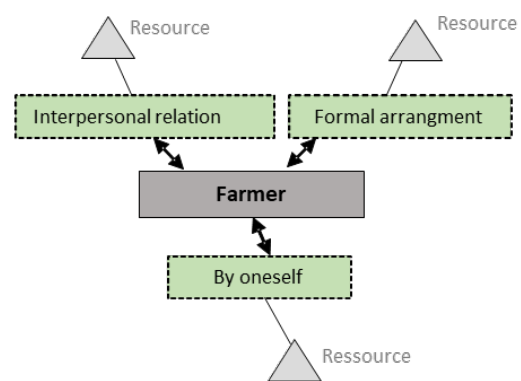 Resource
Resource
Interpersonal relation
Formal arrangment
Farmer
By oneself
Ressource